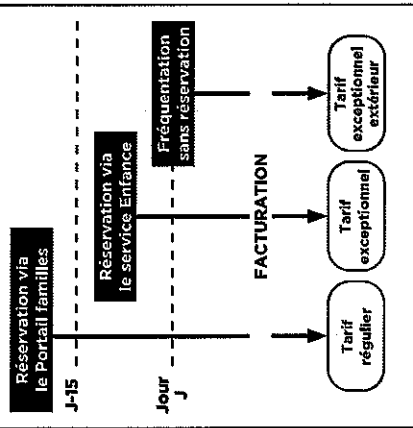 Réservation via
le Portail familles
J-15
Réservation via
le service Enfance
Jour
J
Fréquentation
sans réservation
FACTURATION
Tarif
régulier
Tarif
exceptionnel
Tarif
exceptionnel
extérieur